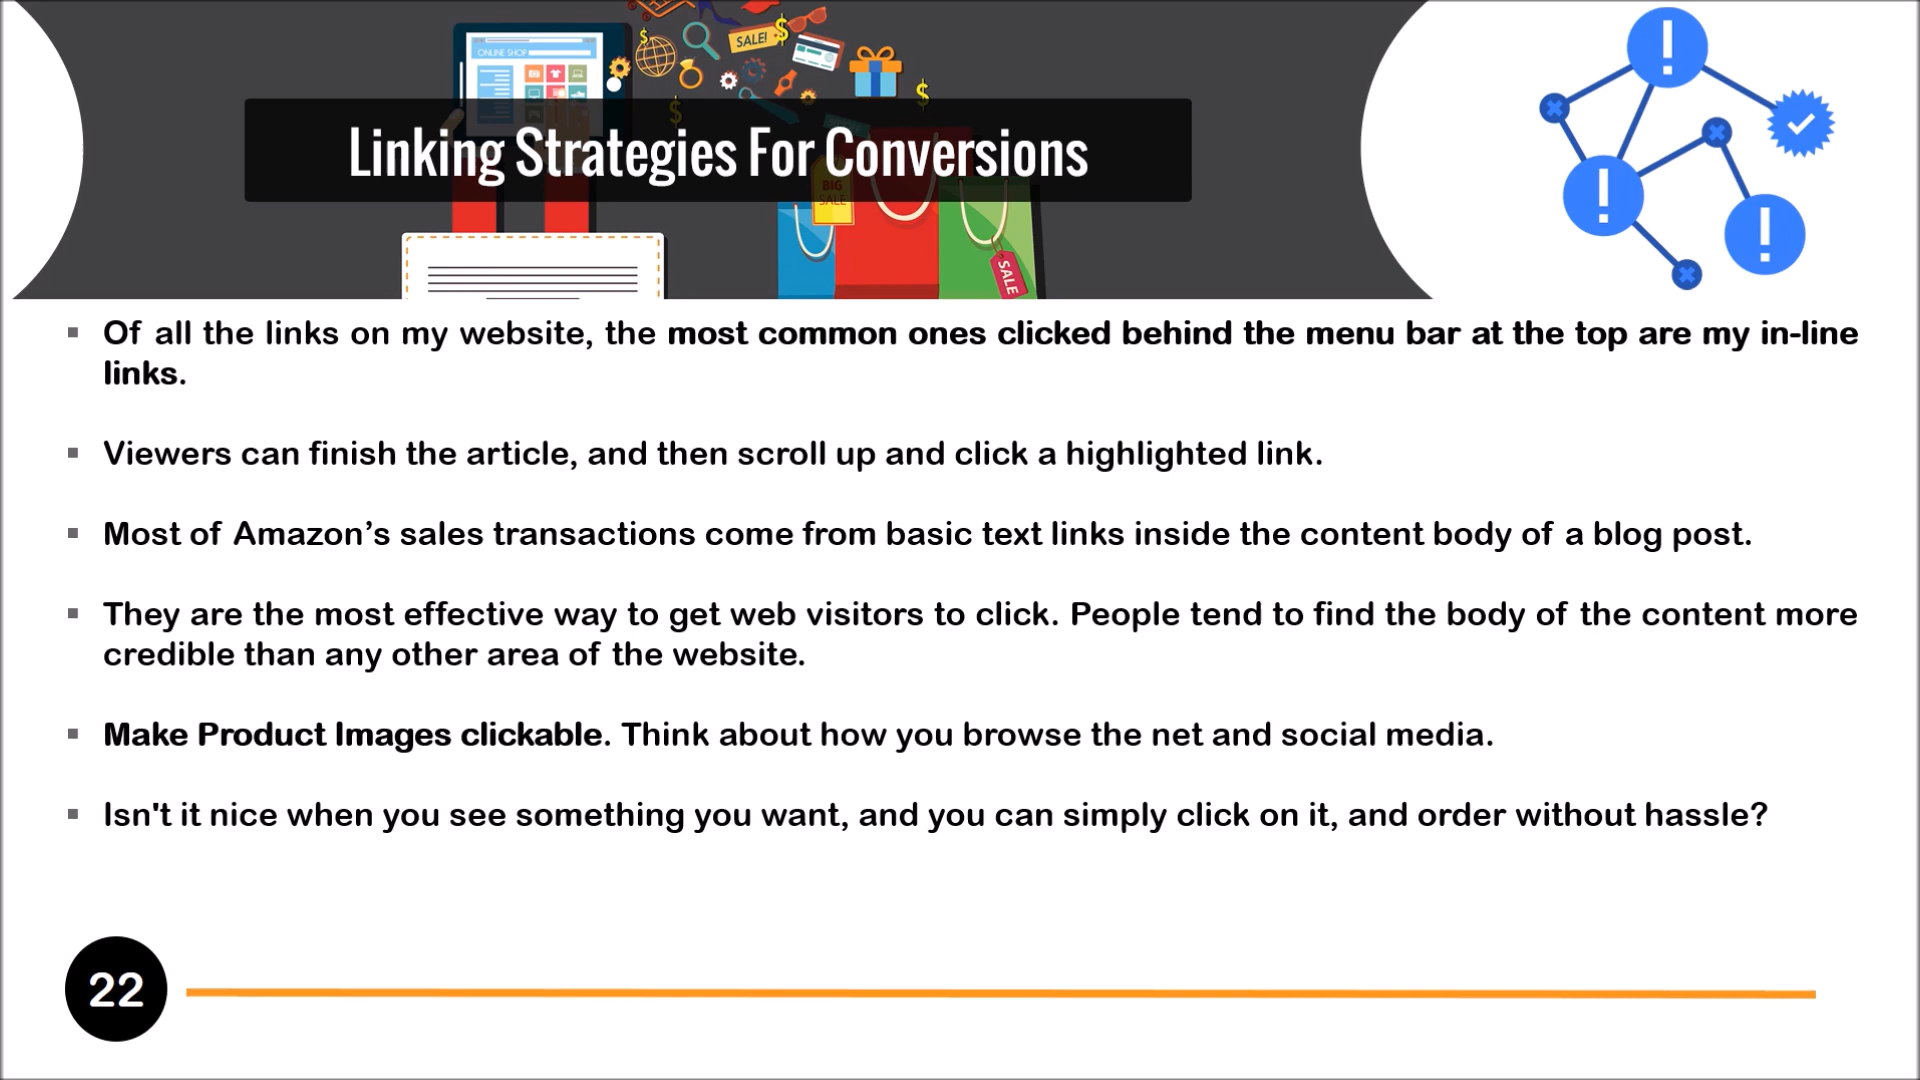 ONLINE SHOP
SALE!
Linking Strategies For Conversions
BIG
SALE
SALE
▪ Of all the links on my website, the most common ones clicked behind the menu bar at the top are my in-line
links.
▪ Viewers can finish the article, and then scroll up and click a highlighted link.
▪ Most of Amazon’s sales transactions come from basic text links inside the content body of a blog post.
▪ They are the most effective way to get web visitors to click. People tend to find the body of the content more
credible than any other area of the website.
▪ Make Product Images clickable. Think about how you browse the net and social media.
▪ Isn't it nice when you see something you want, and you can simply click on it, and order without hassle?
22